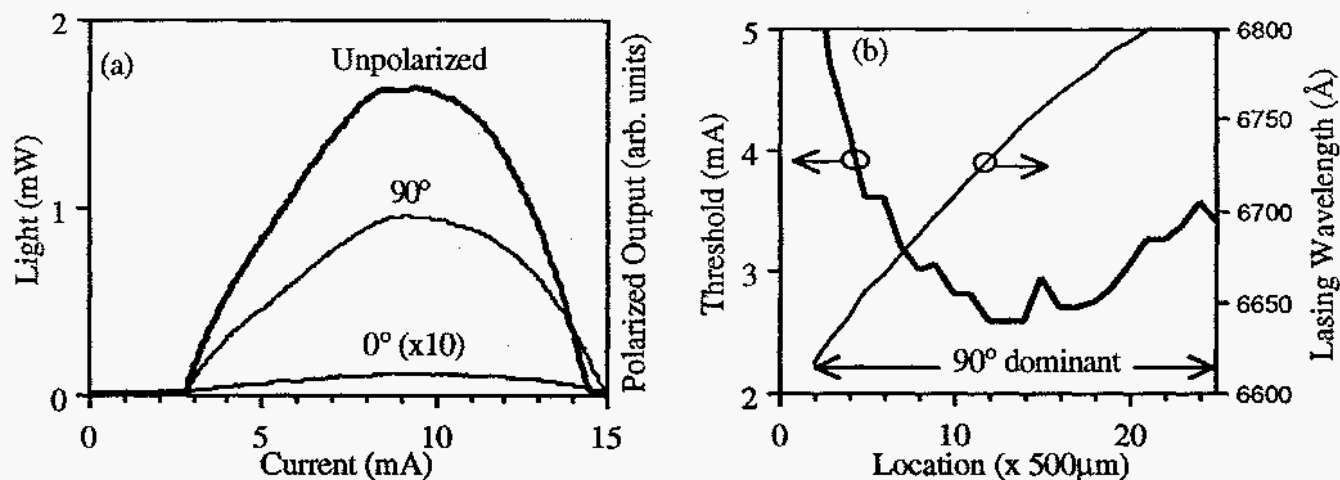 (a)
Unpolarized
90°
0° (x10)
2
1
0
Light (mW)
Polarized Output (arb. units)
0
5
10
15
Current (mA)
(b)
5
4
3
2
Threshold (mA)
6800
6750
6700
6650
6600
Lasing Wavelength (Å)
90° dominant
0
10
20
Location (x 500µm)